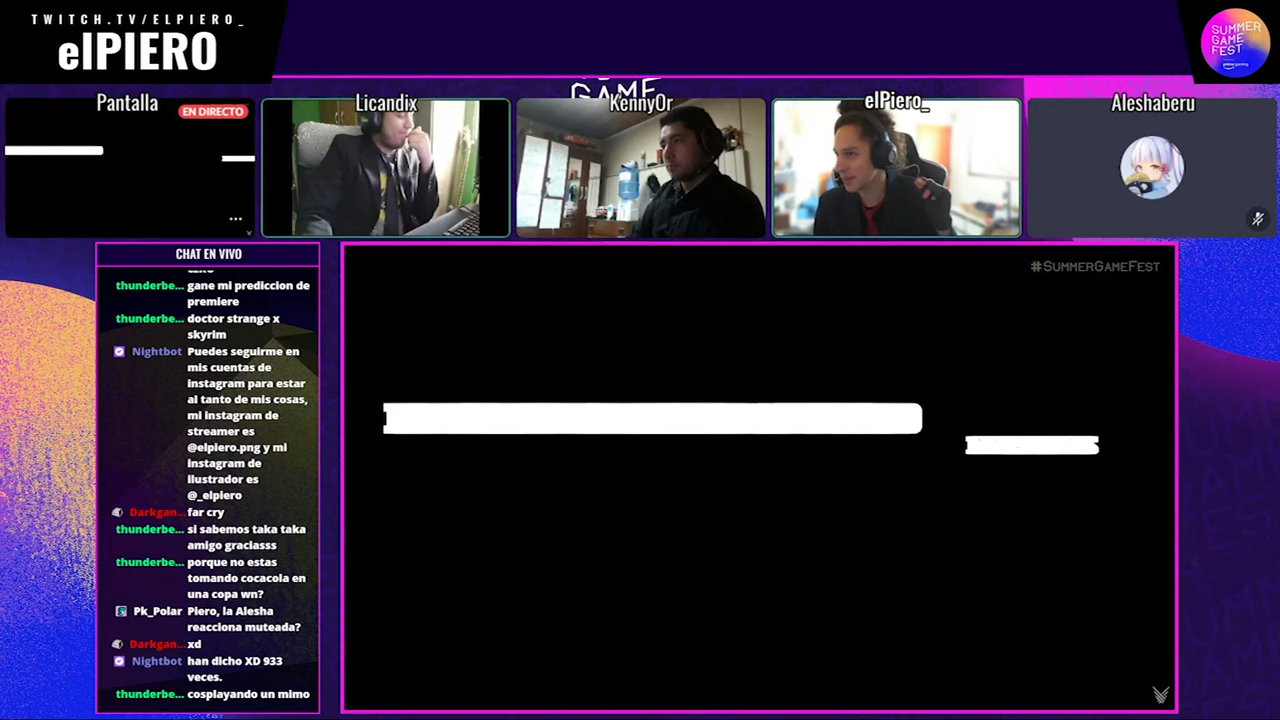 TWITCH.TV/ELPIERO_
elPIERO
SUMMER
GAME
FEST
prime gaming
GAME
Pantalla
EN DIRECTO
Licandix
KennyOr
elPiero_
Aleshaberu
CHAT EN VIVO
thunderbe... gane mi prediccion de
premiere
thunderbe... doctor strange x
skyrim
Nightbot Puedes seguirme en
mis cuentas de
instagram para estar
al tanto de mis cosas,
mi instagram de
streamer es
@elpiero.png y mi
instagram de
ilustrador es
@_elpiero
Darkgan... far cry
thunderbe... si sabemos taka taka
amigo graciasss
thunderbe... porque no estas
tomando cocacola en
una copa wn?
Pk_Polar Piero, la Alesha
reacciona muteada?
Darkgan... xd
Nightbot han dicho XD 933
veces.
thunderbe... cosplayando un mimo
#SUMMERGAMEFEST